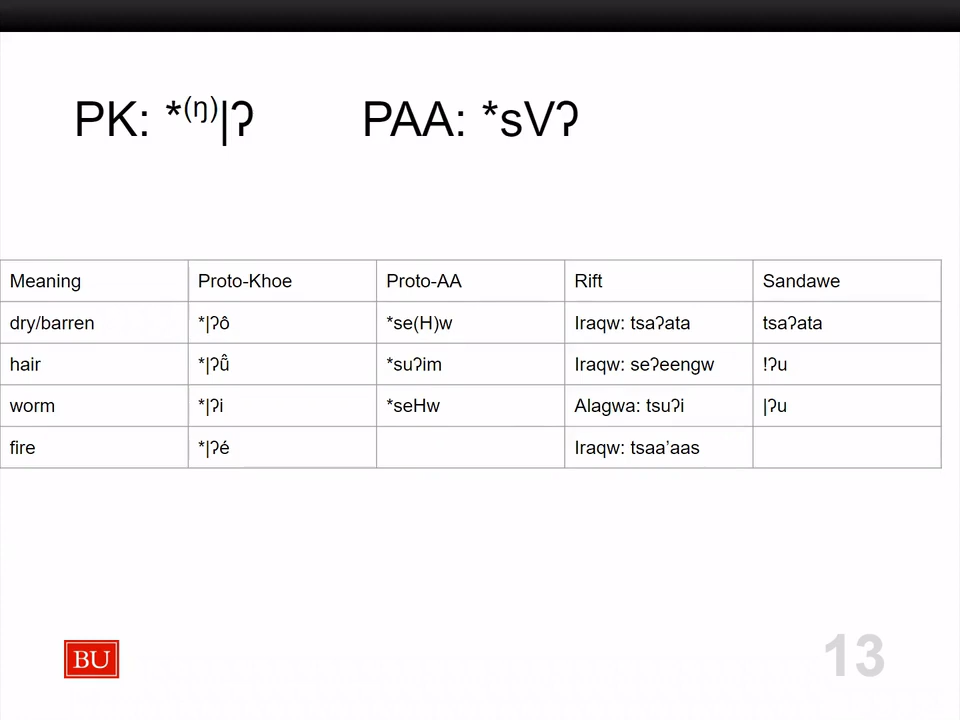 PK: *⁽ᵑ⁾|ʔ PAA: *sVʔ
Meaning Proto-Khoe Proto-AA Rift Sandawe
dry/barren *|ʔô *se(H)w Iraqw: tsaʔata tsaʔata
hair *|ʔű̂ *suʔim Iraqw: seʔeengw !ʔu
worm *|ʔi *seHw Alagwa: tsuʔi |ʔu
fire *|ʔé Iraqw: tsaa’aas
BU 13